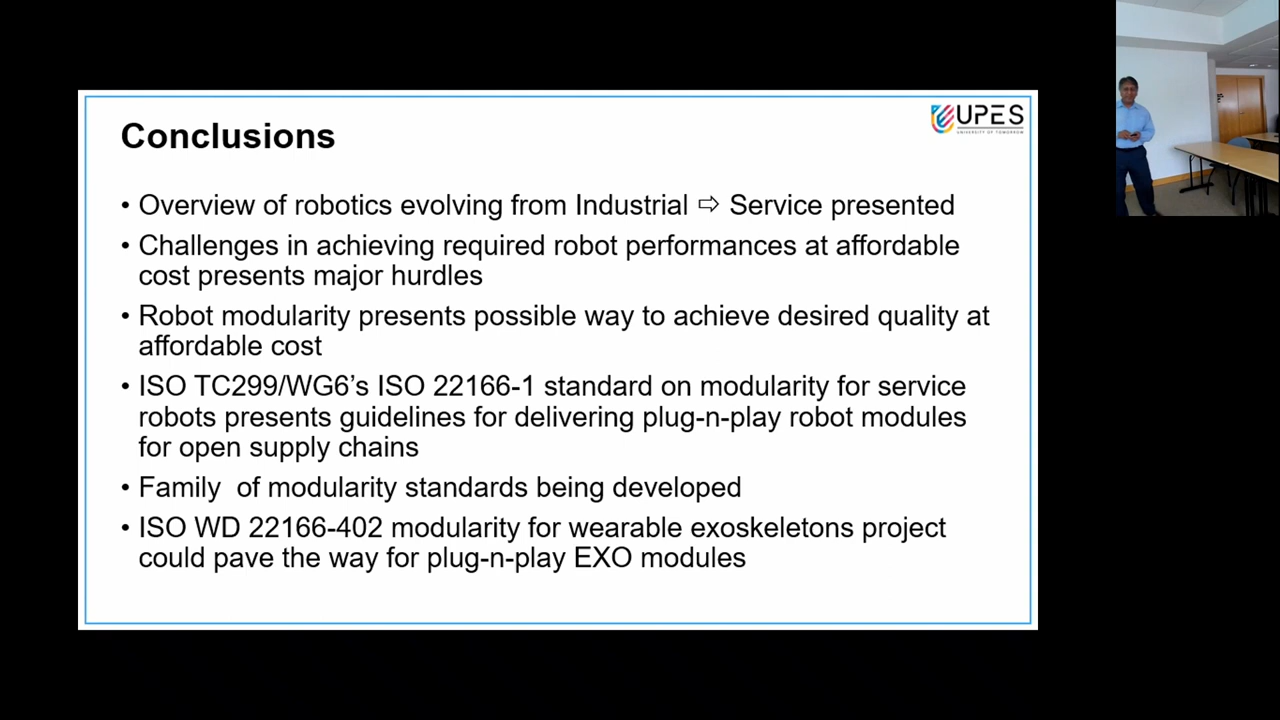 UPES
UNIVERSITY OF TOMORROW
Conclusions
• Overview of robotics evolving from Industrial ⇨ Service presented
• Challenges in achieving required robot performances at affordable
cost presents major hurdles
• Robot modularity presents possible way to achieve desired quality at
affordable cost
• ISO TC299/WG6’s ISO 22166-1 standard on modularity for service
robots presents guidelines for delivering plug-n-play robot modules
for open supply chains
• Family  of modularity standards being developed
• ISO WD 22166-402 modularity for wearable exoskeletons project
could pave the way for plug-n-play EXO modules